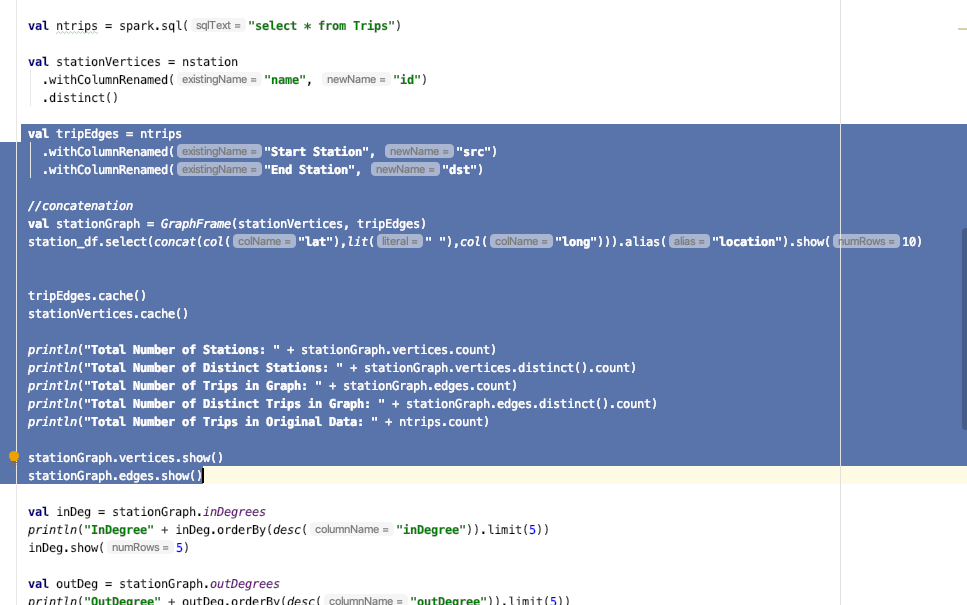 val ntrips = spark.sql( sqlText = "select * from Trips")
val stationVertices = nstation
.withColumnRenamed( existingName = "name", newName = "id")
.distinct()
val tripEdges = ntrips
.withColumnRenamed( existingName = "Start Station", newName = "src")
.withColumnRenamed( existingName = "End Station", newName = "dst")
//concatenation
val stationGraph = GraphFrame(stationVertices, tripEdges)
station_df.select(concat(col( colName = "lat"),lit( literal = " "),col( colName = "long"))).alias( alias = "location").show( numRows = 10)
tripEdges.cache()
stationVertices.cache()
println("Total Number of Stations: " + stationGraph.vertices.count)
println("Total Number of Distinct Stations: " + stationGraph.vertices.distinct().count)
println("Total Number of Trips in Graph: " + stationGraph.edges.count)
println("Total Number of Distinct Trips in Graph: " + stationGraph.edges.distinct().count)
println("Total Number of Trips in Original Data: " + ntrips.count)
stationGraph.vertices.show()
stationGraph.edges.show()
val inDeg = stationGraph.inDegrees
println("InDegree" + inDeg.orderBy(desc( columnName = "inDegree")).limit(5))
inDeg.show( numRows = 5)
val outDeg = stationGraph.outDegrees
println("OutDegree" + outDeg.orderBy(desc( columnName = "outDegree")).limit(5))